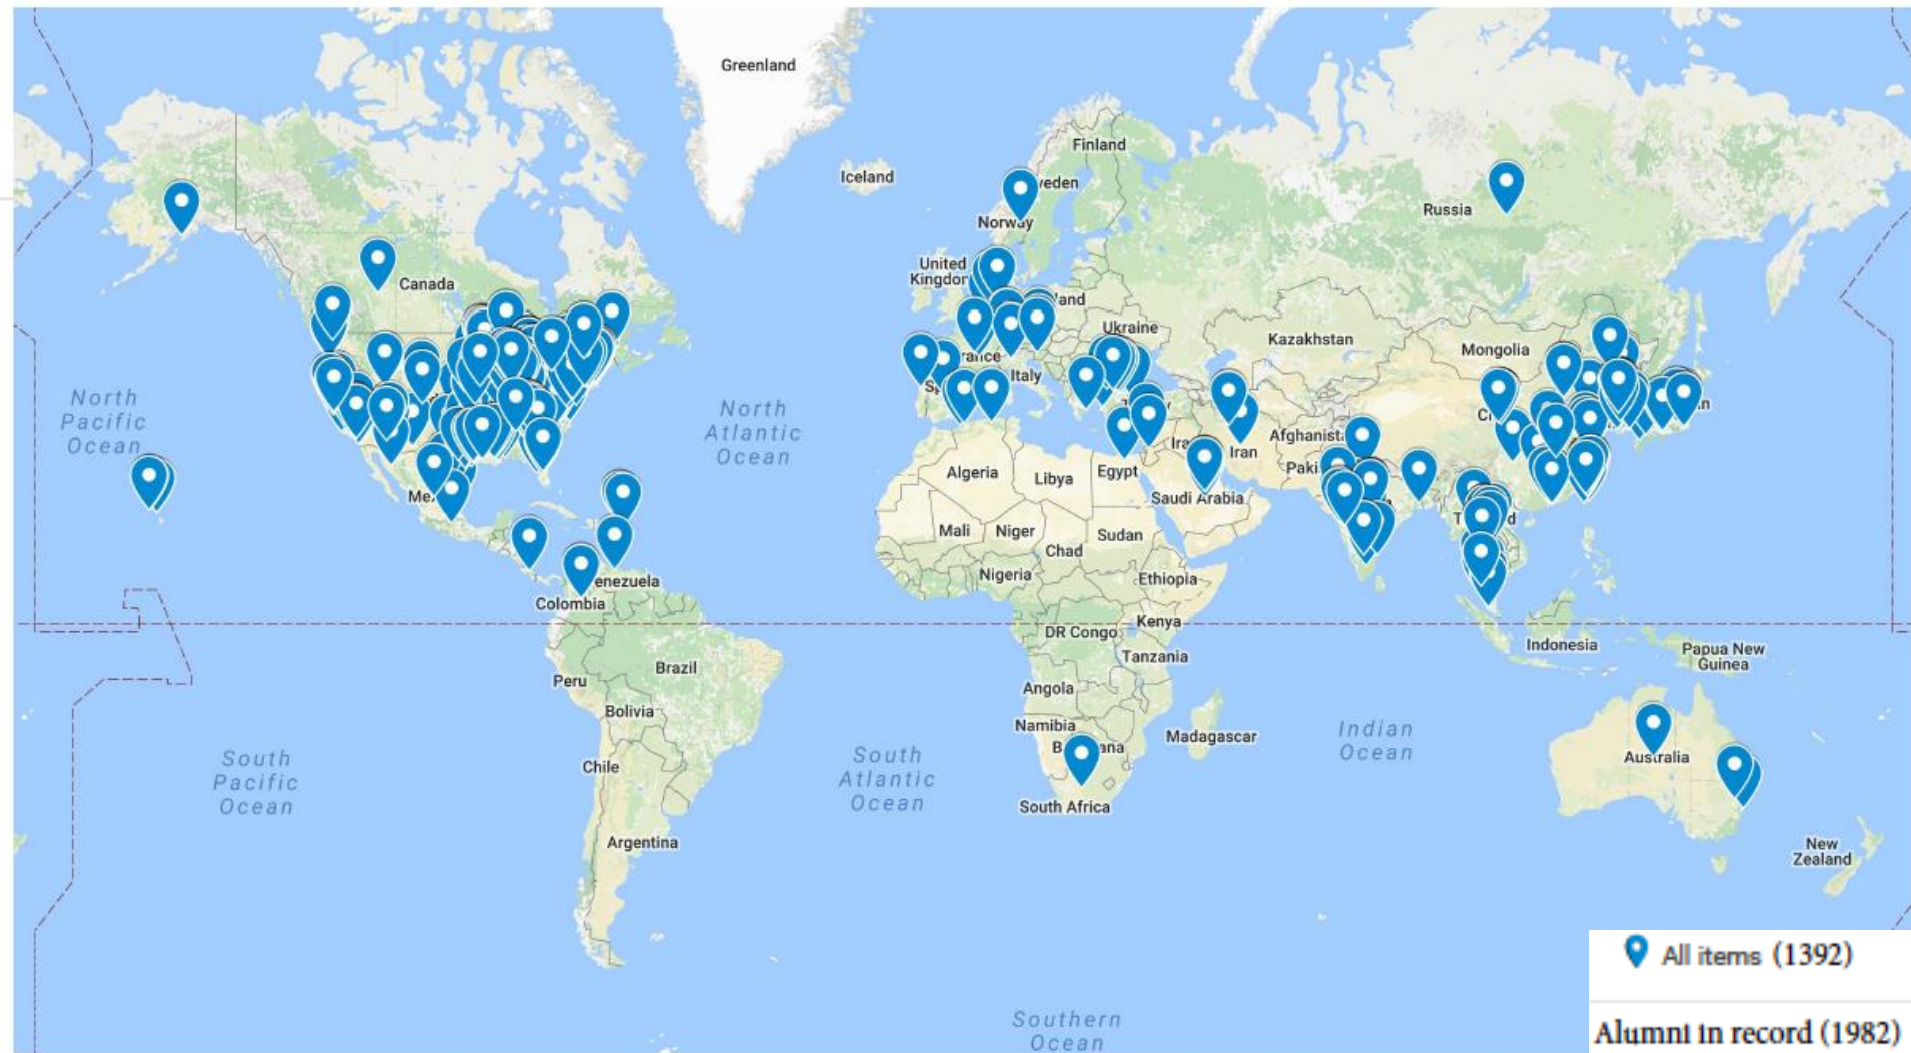 Greenland
Finland
Iceland
Norway
Russia
Canada
United
Kingdom
Ukraine
Kazakhstan
Mongolia
Italy
North
Pacific
Ocean
North
Atlantic
Ocean
Afghanista
Iran
Algeria
Libya
Egypt
Saudi Arabia
Mali
Niger
Chad
Sudan
Nigeria
Ethiopia
enezuela
Colombia
DR Congo
Kenya
Tanzania
Indonesia
Papua New
Guinea
Brazil
Peru
Angola
Bolivia
Namibia
Madagascar
Indian
Ocean
South
Pacific
Ocean
Chile
South
Atlantic
Ocean
Australia
South Africa
Argentina
New
Zealand
All items (1392)
Southern
Ocean
Alumni in record (1982)